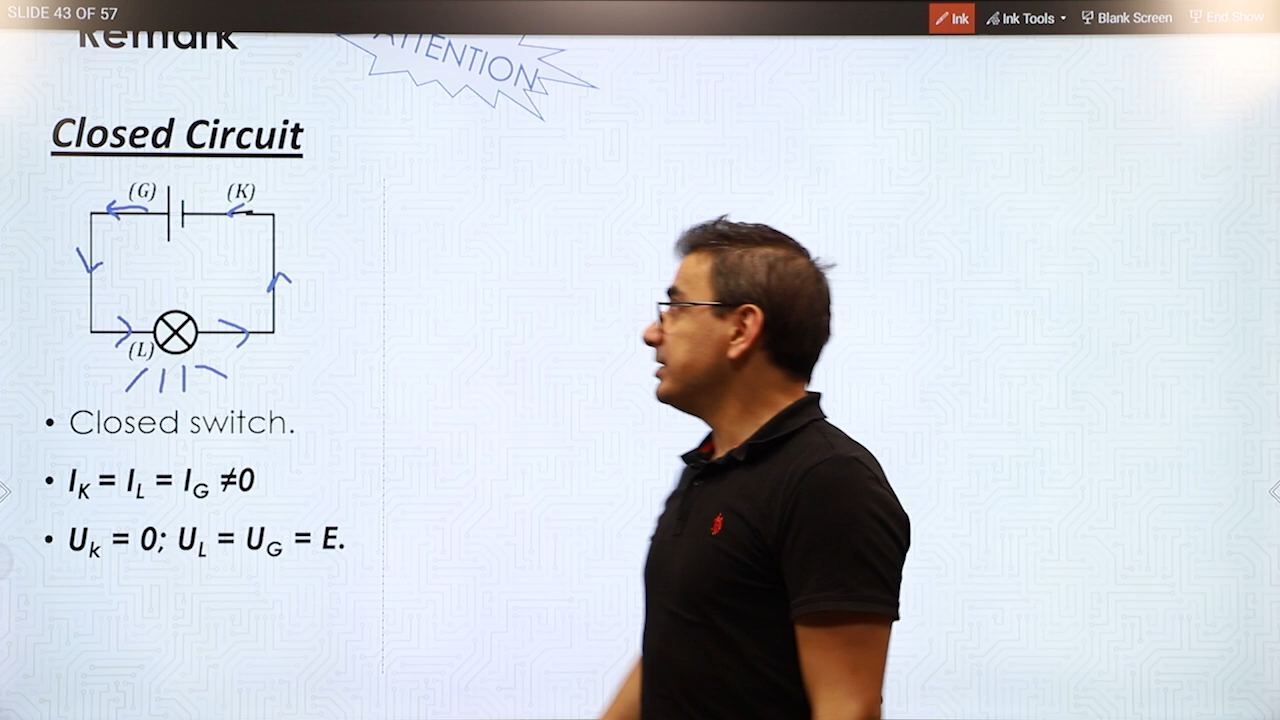 SLIDE 43 OF 57
Ink
Ink Tools
Blank Screen
End Show
Remark
ATTENTION
Closed Circuit
(G)
(K)
(L)
• Closed switch.
• I_K = I_L = I_G ≠0
• U_k = 0; U_L = U_G = E.